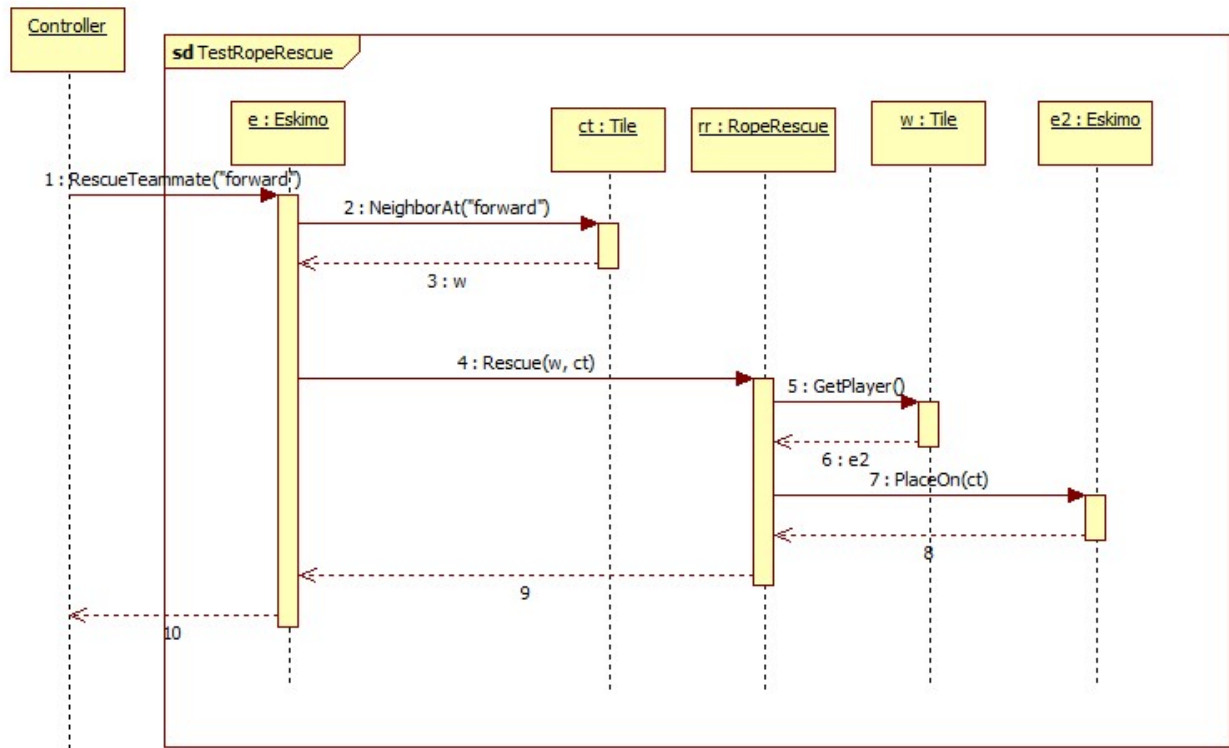 Controller
sd TestRopeRescue
e : Eskimo
ct : Tile
rr : RopeRescue
w : Tile
e2 : Eskimo
1 : RescueTeammate("forward")
2 : NeighborAt("forward")
3 : w
4 : Rescue(w, ct)
5 : GetPlayer()
6 : e2
7 : PlaceOn(ct)
8
9
10